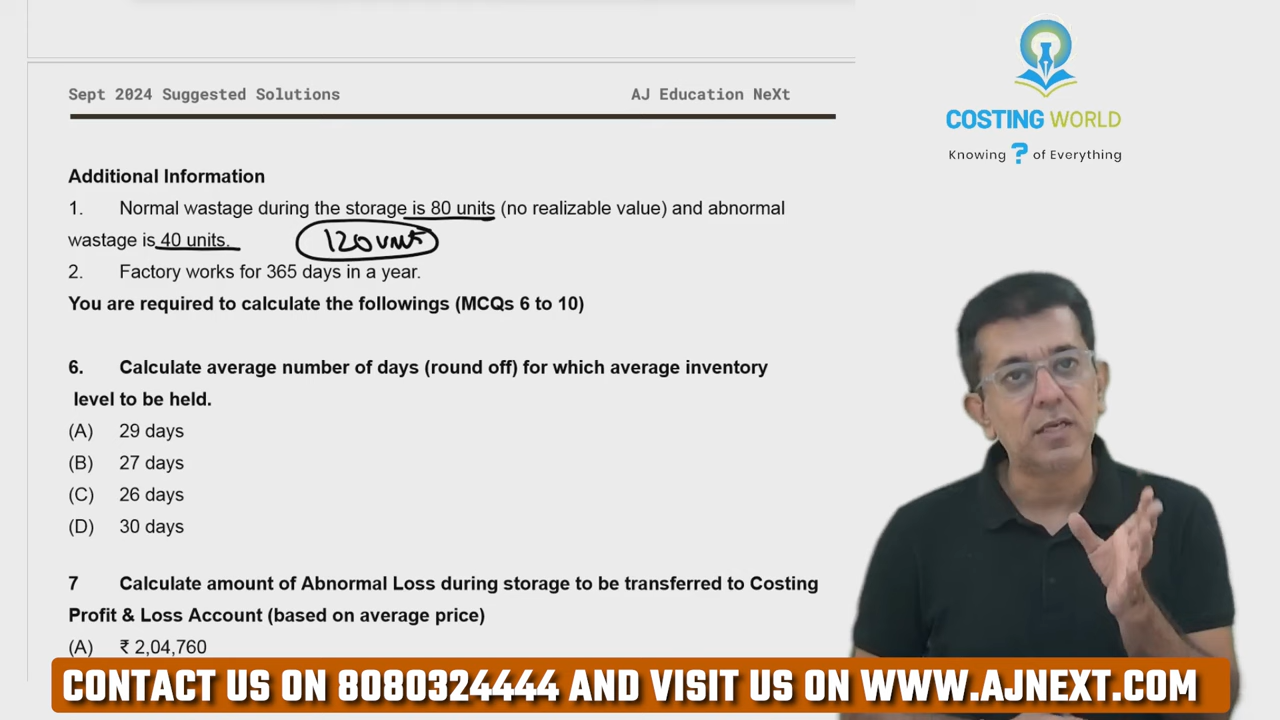 COSTING WORLD
Knowing ? of Everything
Sept 2024 Suggested Solutions AJ Education NeXt
Additional Information
1. Normal wastage during the storage is 80 units (no realizable value) and abnormal
wastage is 40 units. 120 units
2. Factory works for 365 days in a year.
You are required to calculate the followings (MCQs 6 to 10)
6. Calculate average number of days (round off) for which average inventory
level to be held.
(A) 29 days
(B) 27 days
(C) 26 days
(D) 30 days
7 Calculate amount of Abnormal Loss during storage to be transferred to Costing
Profit & Loss Account (based on average price)
(A) ₹ 2,04,760
CONTACT US ON 8080324444 AND VISIT US ON WWW.AJNEXT.COM